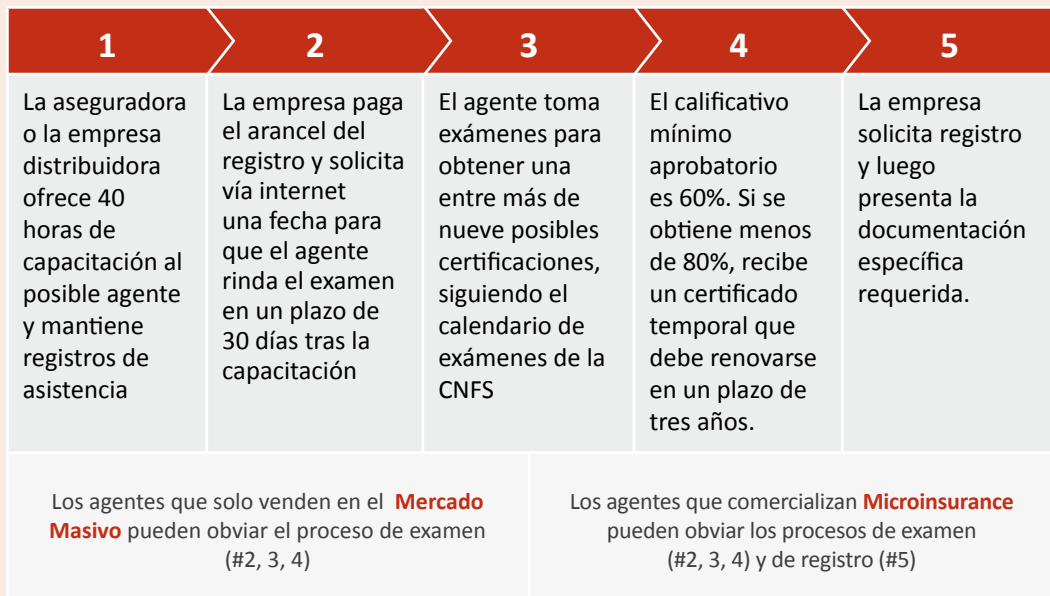 1
2
3
4
5
La aseguradora
o la empresa
distribuidora
ofrece 40
horas de
capacitación al
posible agente
y mantiene
registros de
asistencia
La empresa paga
el arancel del
registro y solicita
vía internet
una fecha para
que el agente
rinda el examen
en un plazo de
30 días tras la
capacitación
El agente toma
exámenes para
obtener una
entre más de
nueve posibles
certificaciones,
siguiendo el
calendario de
exámenes de la
CNFS
El calificativo
mínimo
aprobatorio
es 60%. Si se
obtiene menos
de 80%, recibe
un certificado
temporal que
debe renovarse
en un plazo de
tres años.
La empresa
solicita registro
y luego
presenta la
documentación
específica
requerida.
Los agentes que solo venden en el Mercado
Masivo pueden obviar el proceso de examen
(#2, 3, 4)
Los agentes que comercializan Microinsurance
pueden obviar los procesos de examen
(#2, 3, 4) y de registro (#5)